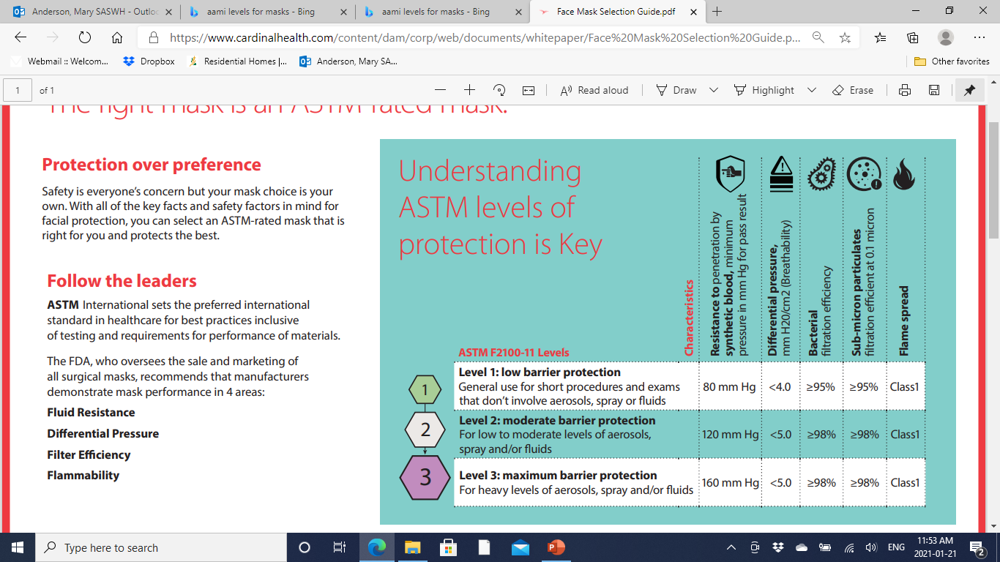 Anderson, Mary SASWH - Outloo
aami levels for masks - Bing
aami levels for masks - Bing
Face Mask Selection Guide.pdf
https://www.cardinalhealth.com/content/dam/corp/web/documents/whitepaper/Face%20Mask%20Selection%20Guide.p...
Webmail :: Welcom...
Dropbox
Residential Homes |...
Anderson, Mary SA...
Other favorites
1 of 1
Read aloud
Draw
Highlight
Erase
The right mask is an ASTM-rated mask.
Protection over preference
Safety is everyone's concern but your mask choice is your
own. With all of the key facts and safety factors in mind for
facial protection, you can select an ASTM-rated mask that is
right for you and protects the best.
Follow the leaders
ASTM International sets the preferred international
standard in healthcare for best practices inclusive
of testing and requirements for performance of materials.
The FDA, who oversees the sale and marketing of
all surgical masks, recommends that manufacturers
demonstrate mask performance in 4 areas:
Fluid Resistance
Differential Pressure
Filter Efficiency
Flammability
Understanding
ASTM levels of
protection is Key
Characteristics
Resistance to penetration by
synthetic blood, minimum
pressure in mm Hg for pass result
Differential pressure,
mm H20/cm2 (Breathability)
Bacterial
filtration efficiency
Sub-micron particulates
filtration efficient at 0.1 micron
Flame spread
ASTM F2100-11 Levels
1
Level 1: low barrier protection
General use for short procedures and exams
that don't involve aerosols, spray or fluids
80 mm Hg <4.0 ≥95% ≥95% Class1
2
Level 2: moderate barrier protection
For low to moderate levels of aerosols,
spray and/or fluids
120 mm Hg <5.0 ≥98% ≥98% Class1
3
Level 3: maximum barrier protection
For heavy levels of aerosols, spray and/or fluids
160 mm Hg <5.0 ≥98% ≥98% Class1
Type here to search
ENG
11:53 AM
2021-01-21
2